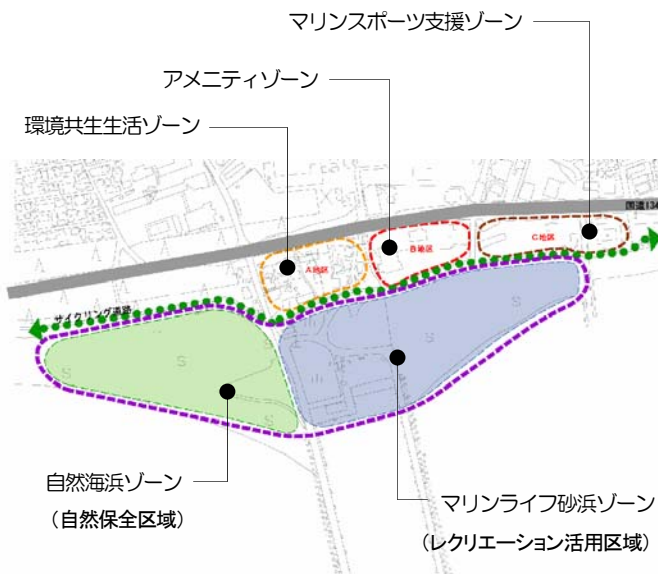 マリンスポーツ支援ゾーン
アメニティゾーン
環境共生生活ゾーン
国道134
C地区
B地区
A地区
サイクリング道路
S
S
S
S
S
自然海浜ゾーン
(自然保全区域)
マリンライフ砂浜ゾーン
(レクリエーション活用区域)